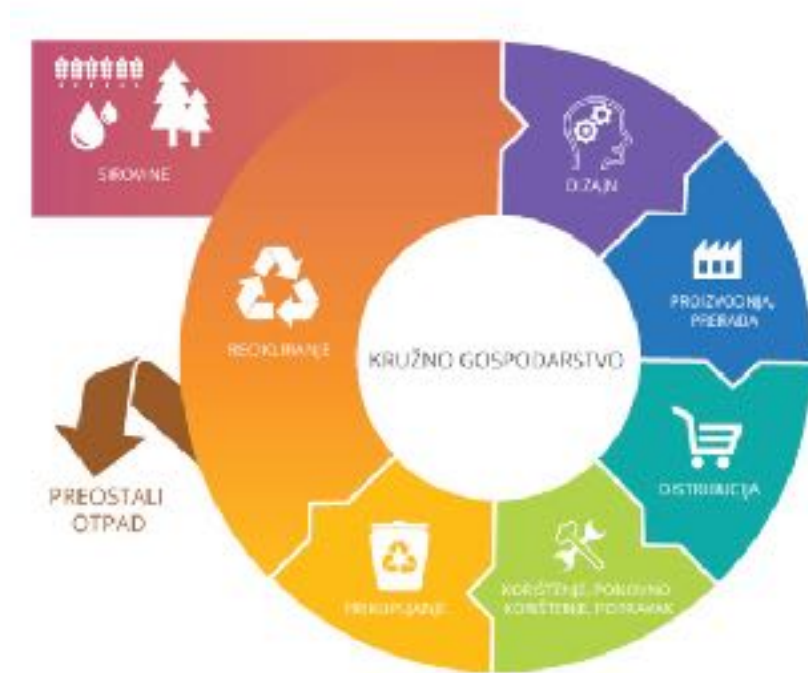 SIROVINE
DIZAJN
PROIZVODNJA,
PRERADA
RECIKLIRANJE
KRUŽNO GOSPODARSTVO
DISTRIBUCIJA
PREOSTALI
OTPAD
KORIŠTENJE, PONOVNO
KORIŠTENJE, POPRAVAK
PRIKUPLJANJE